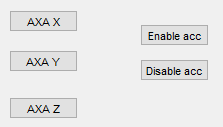 AXA X
Enable acc
AXA Y
Disable acc
AXA Z